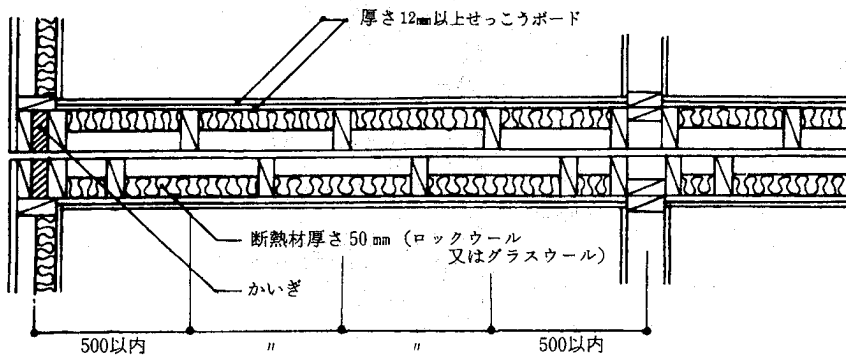 厚さ12㎜以上せっこうボード
断熱材厚さ50㎜(ロックウール
又はグラスウール)
かいぎ
500以内 〃 〃 500以内